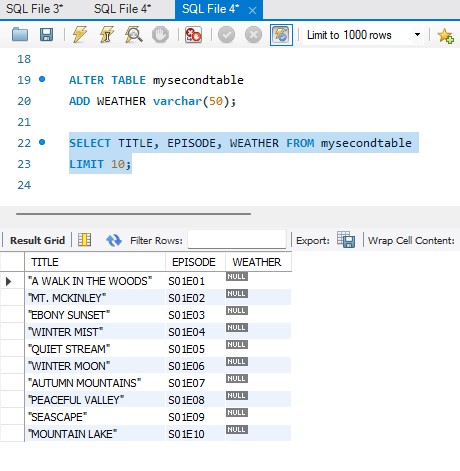 SQL File 3* SQL File 4* SQL File 4*
Limit to 1000 rows
18
19 ALTER TABLE mysecondtable
20 ADD WEATHER varchar(50);
21
22 SELECT TITLE, EPISODE, WEATHER FROM mysecondtable
23 LIMIT 10;
24
Result Grid Filter Rows: Export: Wrap Cell Content:
TITLE EPISODE WEATHER
"A WALK IN THE WOODS" S01E01 NULL
"MT. MCKINLEY" S01E02 NULL
"EBONY SUNSET" S01E03 NULL
"WINTER MIST" S01E04 NULL
"QUIET STREAM" S01E05 NULL
"WINTER MOON" S01E06 NULL
"AUTUMN MOUNTAINS" S01E07 NULL
"PEACEFUL VALLEY" S01E08 NULL
"SEASCAPE" S01E09 NULL
"MOUNTAIN LAKE" S01E10 NULL